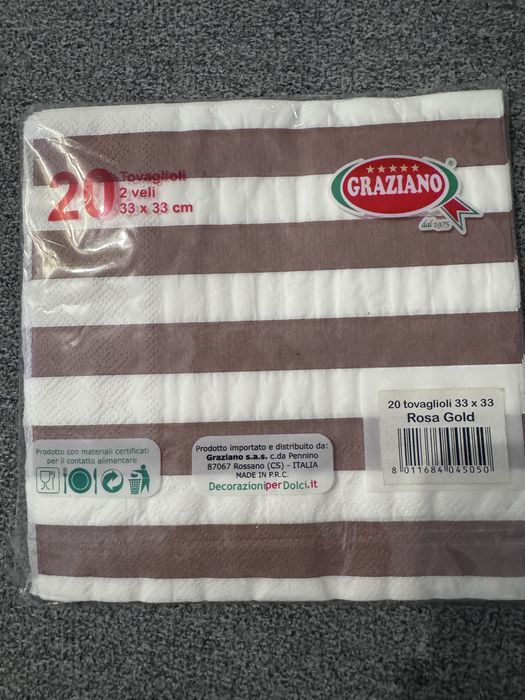 20
Tovaglioli
2 veli
33 x 33 cm
GRAZIANO
®
dal 1975
20 tovaglioli 33 x 33
Rosa Gold
8 011684 045050
Prodotto con materiali certificati
per il contatto alimentare
Prodotto importato e distribuito da:
Graziano s.a.s. c.da Pennino
87067 Rossano (CS) - ITALIA
MADE IN P.R.C.
DecorazioniperDolci.it